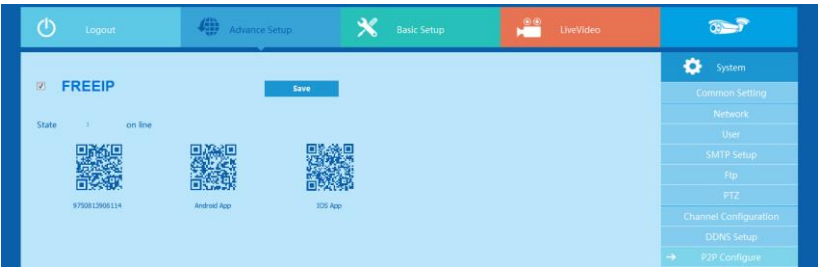 Logout
Advance Setup
Basic Setup
LiveVideo
System
FREEIP
Save
Common Setting
Network
State : on line
User
SMTP Setup
Ftp
PTZ
9750813906114
Android App
IOS App
Channel Configuration
DDNS Setup
P2P Configure